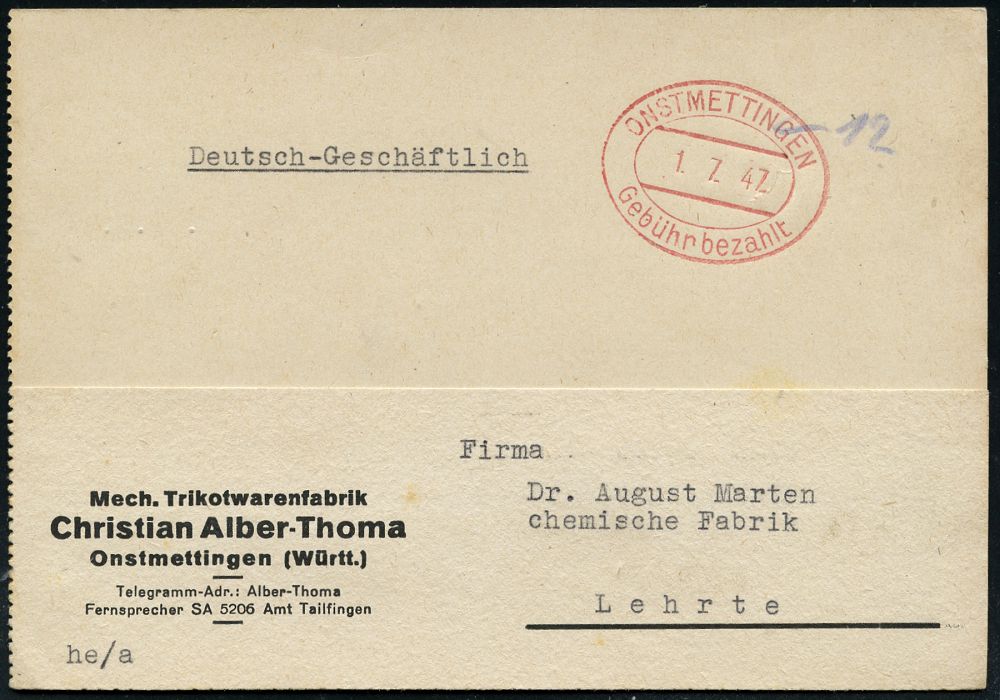 ONSTMETTINGEN
1. 7. 47
Gebühr bezahlt
12
Deutsch-Geschäftlich
Firma
Dr. August Marten
chemische Fabrik
Lehrte
Mech. Trikotwarenfabrik
Christian Alber-Thoma
Onstmettingen (Württ.)
Telegramm-Adr.: Alber-Thoma
Fernsprecher SA 5206 Amt Tailfingen
he/a